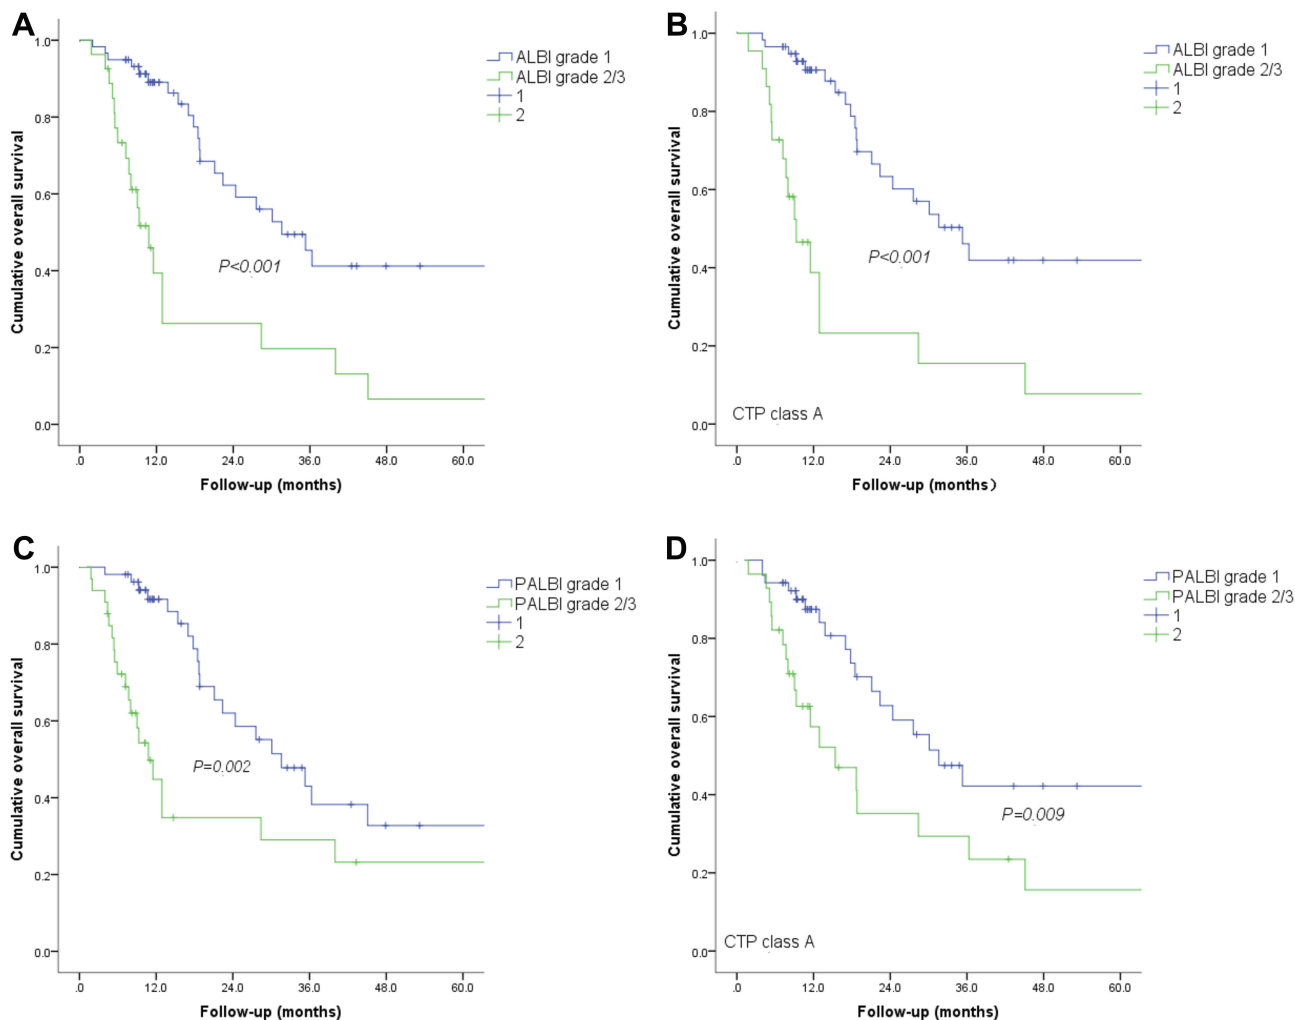 A
Cumulative overall survival
1.0
0.8
0.6
0.4
0.2
0.0
.0 12.0 24.0 36.0 48.0 60.0
Follow-up (months)
P<0.001
ALBI grade 1
ALBI grade 2/3
1
2
B
Cumulative overall survival
1.0
0.8
0.6
0.4
0.2
0.0
.0 12.0 24.0 36.0 48.0 60.0
Follow-up (months）
P<0.001
CTP class A
ALBI grade 1
ALBI grade 2/3
1
2
C
Cumulative overall survival
1.0
0.8
0.6
0.4
0.2
0.0
.0 12.0 24.0 36.0 48.0 60.0
Follow-up (months)
P=0.002
PALBI grade 1
PALBI grade 2/3
1
2
D
Cumulative overall survival
1.0
0.8
0.6
0.4
0.2
0.0
.0 12.0 24.0 36.0 48.0 60.0
Follow-up (months)
P=0.009
CTP class A
PALBI grade 1
PALBI grade 2/3
1
2